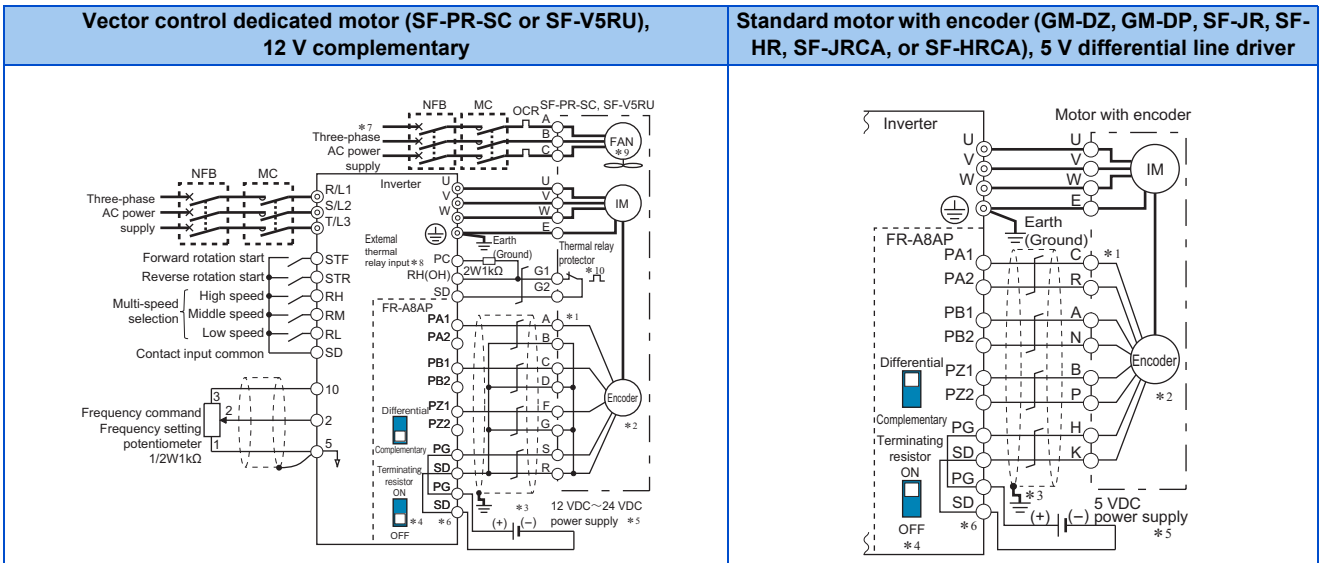 Vector control dedicated motor (SF-PR-SC or SF-V5RU),
12 V complementary
Standard motor with encoder (GM-DZ, GM-DP, SF-JR, SF-
HR, SF-JRCA, or SF-HRCA), 5 V differential line driver
NFB
MC
OCR
SF-PR-SC, SF-V5RU
*7
Three-phase
AC power
supply
A
B
C
FAN
*9
NFB
MC
Three-phase
AC power
supply
R/L1
S/L2
T/L3
Inverter
U
V
W
U
V
W
E
IM
Earth
(Ground)
External
thermal
relay input *8
PC
RH(OH)
SD
2W1kΩ
G1
G2
Thermal relay
protector
*10
Forward rotation start
STF
Reverse rotation start
STR
Multi-speed
selection
High speed
RH
Middle speed
RM
Low speed
RL
Contact input common
SD
Frequency command
Frequency setting
potentiometer
1/2W1kΩ
3
2
1
10
2
5
FR-A8AP
PA1
PA2
PB1
PB2
PZ1
PZ2
PG
SD
PG
SD
A
B
C
D
F
G
S
R
*1
Encoder
*2
Differential
Complementary
Terminating
resistor
ON
OFF
*4
*6
*3
(+)
(−)
12 VDC～24 VDC
power supply
*5
Inverter
Motor with encoder
U
V
W
U
V
W
E
IM
Earth
(Ground)
FR-A8AP
PA1
PA2
PB1
PB2
PZ1
PZ2
PG
SD
PG
SD
C
R
A
N
B
P
H
K
*1
Encoder
*2
Differential
Complementary
Terminating
resistor
ON
OFF
*4
*6
*3
(+)
(−)
5 VDC
power supply
*5